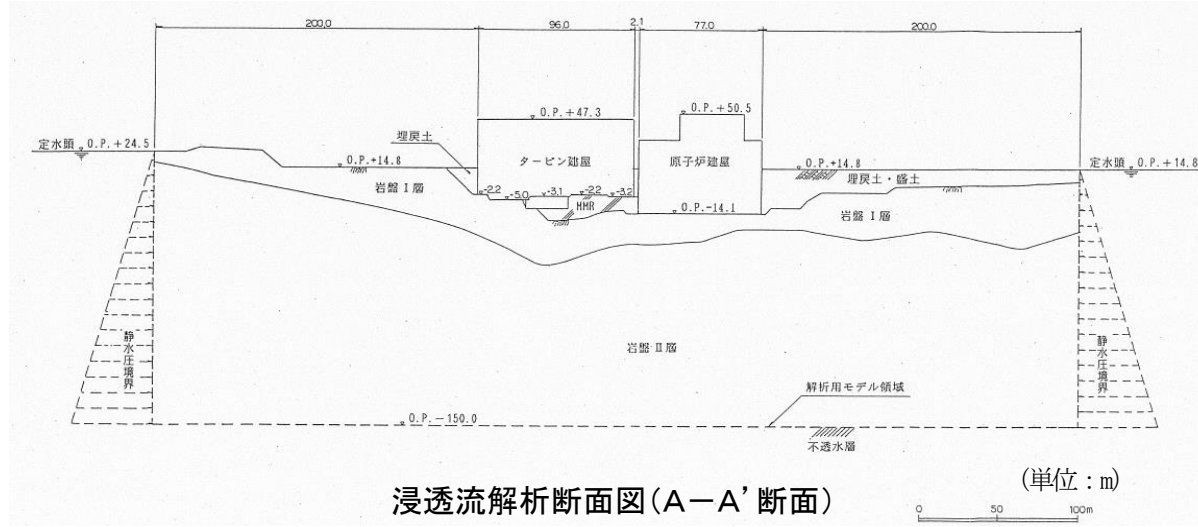 200.0 96.0 2.1 77.0 200.0
O.P.+47.3
O.P.+50.5
定水頭 O.P.+24.5
埋戻土
O.P.+14.8
タービン建屋
原子炉建屋
O.P.+14.8
定水頭 O.P.+14.8
埋戻土・盛土
岩盤Ⅰ層
-2.2 -5.0 -3.1 -2.2 -3.2
MMR
O.P.-14.1
岩盤Ⅰ層
静水圧境界
岩盤Ⅱ層
静水圧境界
解析用モデル領域
O.P.-150.0
不透水層
(単位:m)
浸透流解析断面図(A-A’断面)
0 50 100m